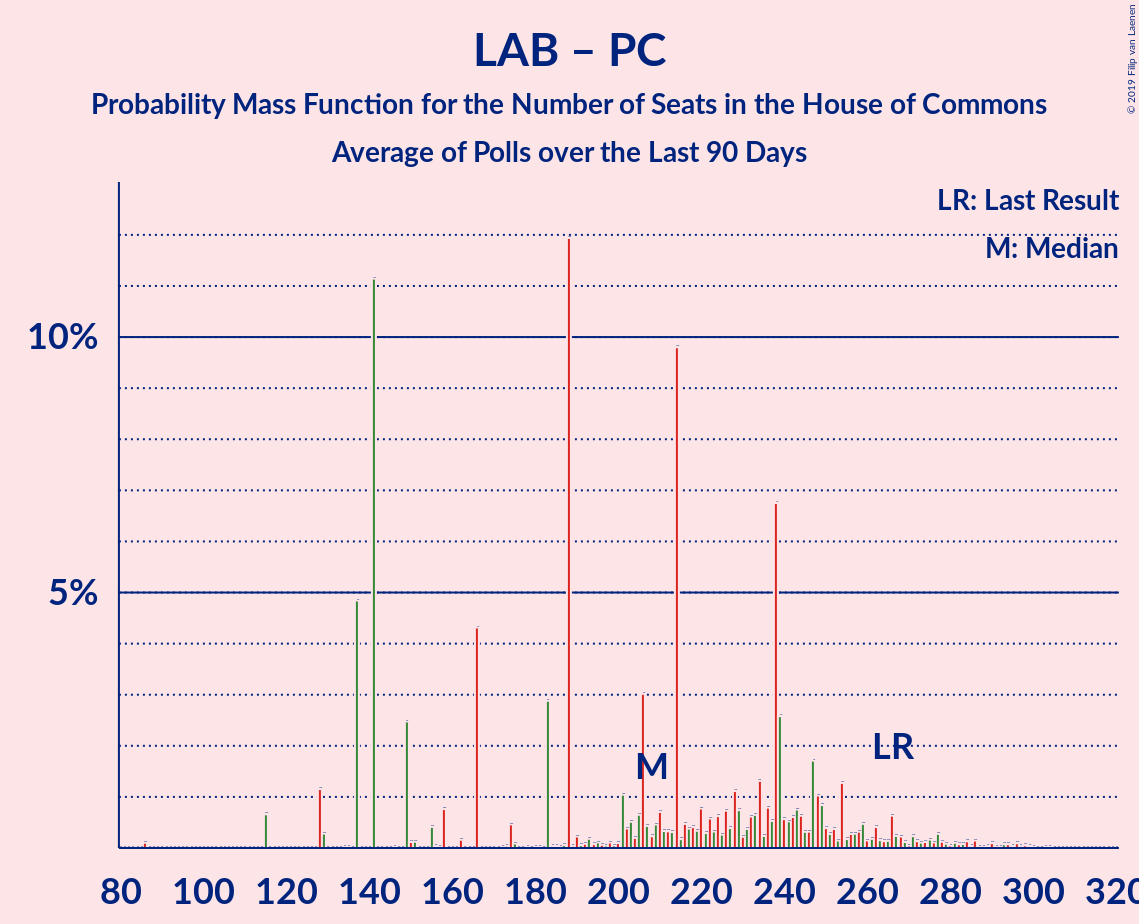 LAB – PC
Probability Mass Function for the Number of Seats in the House of Commons
Average of Polls over the Last 90 Days
© 2019 Filip van Laenen
LR: Last Result
M: Median
10%
5%
M
LR
80 100 120 140 160 180 200 220 240 260 280 300 320